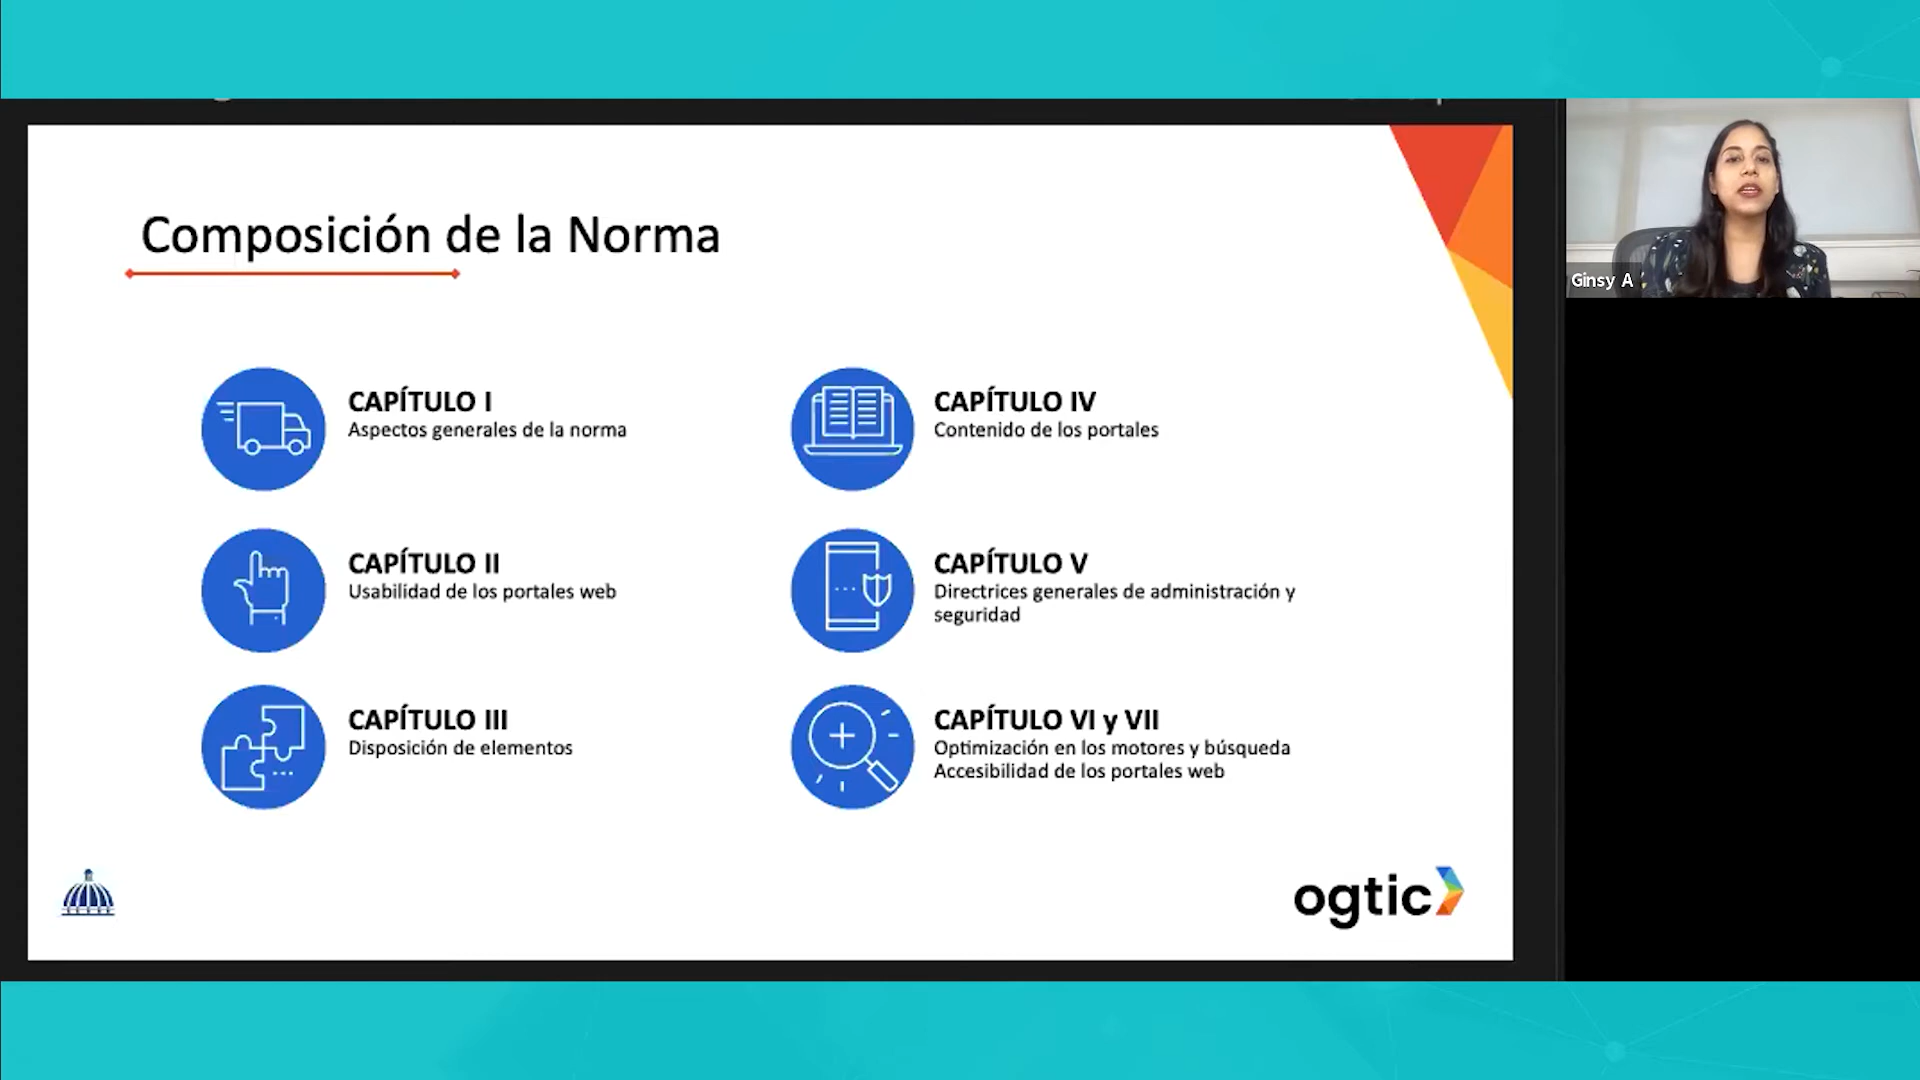 Composición de la Norma
CAPÍTULO I
Aspectos generales de la norma
CAPÍTULO II
Usabilidad de los portales web
CAPÍTULO III
Disposición de elementos
CAPÍTULO IV
Contenido de los portales
CAPÍTULO V
Directrices generales de administración y
seguridad
CAPÍTULO VI y VII
Optimización en los motores y búsqueda
Accesibilidad de los portales web
ogtic
Ginsy A